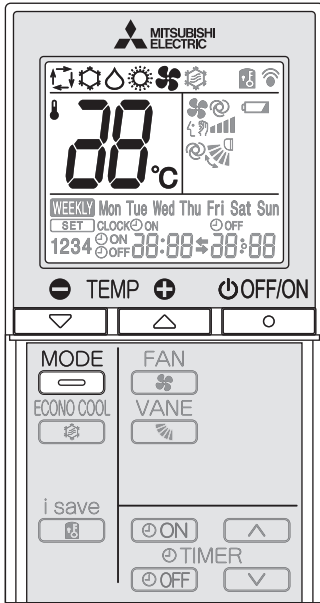 MITSUBISHI
ELECTRIC
88 °C
WEEKLY Mon Tue Wed Thu Fri Sat Sun
SET CLOCK ON OFF
1234 ON OFF 88:88 88:88
TEMP OFF/ON
MODE FAN
ECONO COOL VANE
i save
ON
TIMER
OFF